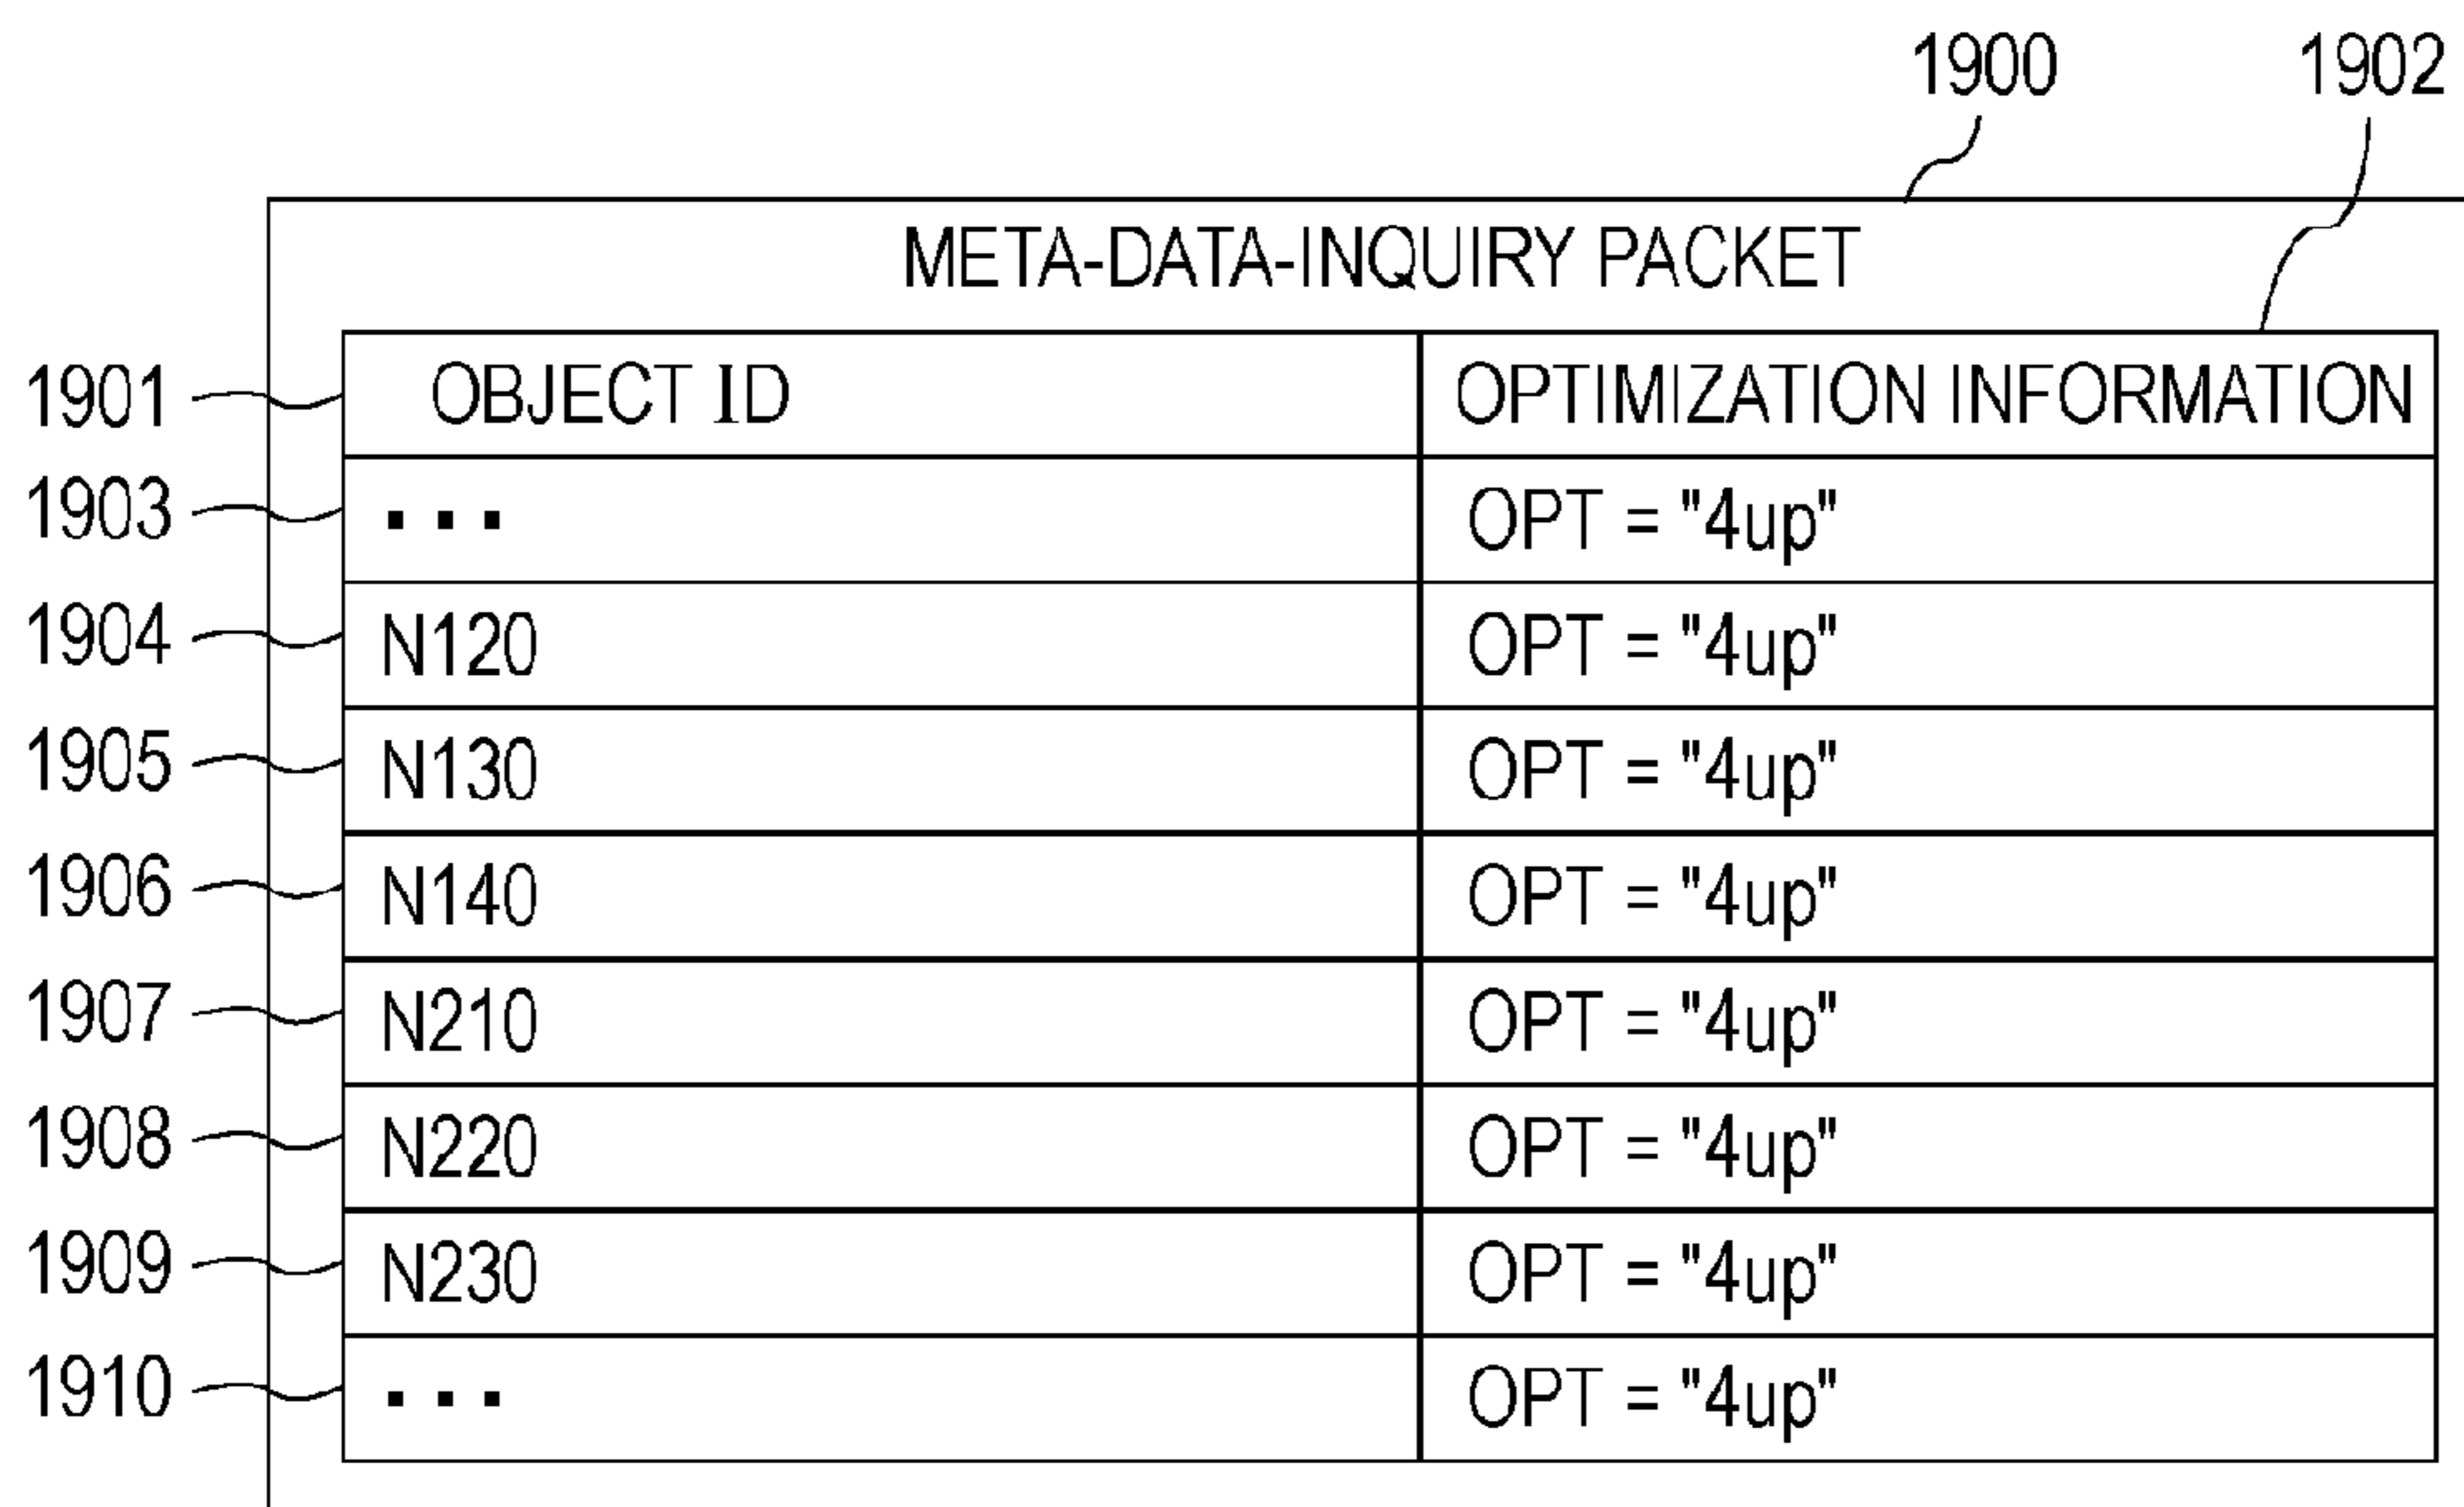 1900 1902
META-DATA-INQUIRY PACKET
1901 OBJECT ID OPTIMIZATION INFORMATION
1903 ... OPT = "4up"
1904 N120 OPT = "4up"
1905 N130 OPT = "4up"
1906 N140 OPT = "4up"
1907 N210 OPT = "4up"
1908 N220 OPT = "4up"
1909 N230 OPT = "4up"
1910 ... OPT = "4up"